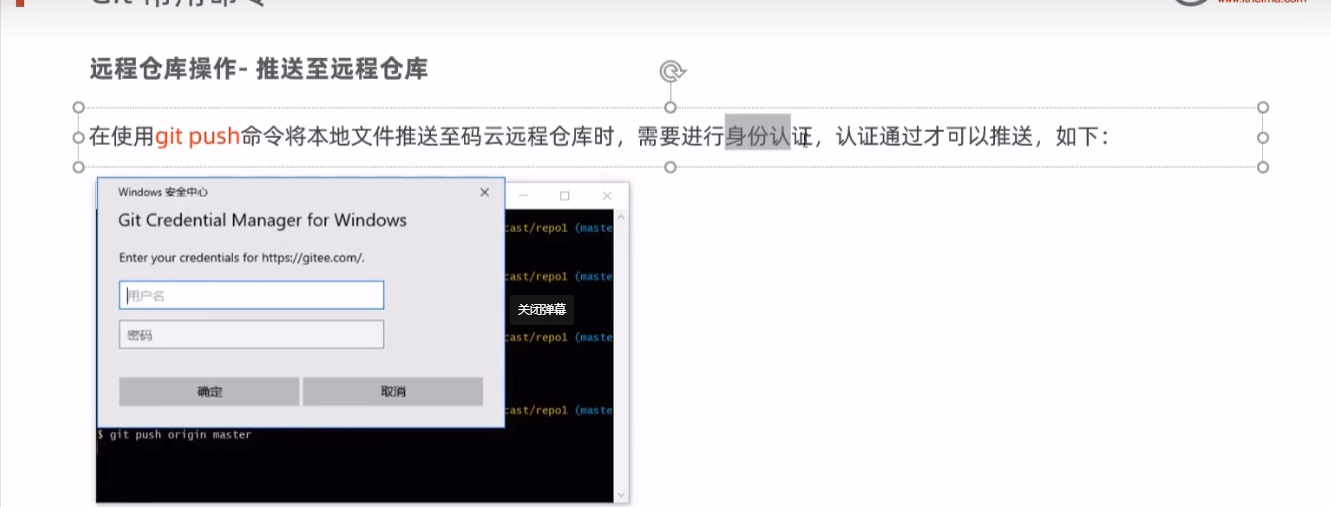 Git 常用命令
www.itheima.com
远程仓库操作- 推送至远程仓库
在使用git push命令将本地文件推送至码云远程仓库时，需要进行身份认证，认证通过才可以推送，如下：
Windows 安全中心
Git Credential Manager for Windows
cast/repo1 (maste
Enter your credentials for https://gitee.com/.
cast/repo1 (maste
用户名
关闭弹幕
密码
cast/repo1 (maste
确定 取消
cast/repo1 (maste
$ git push origin master